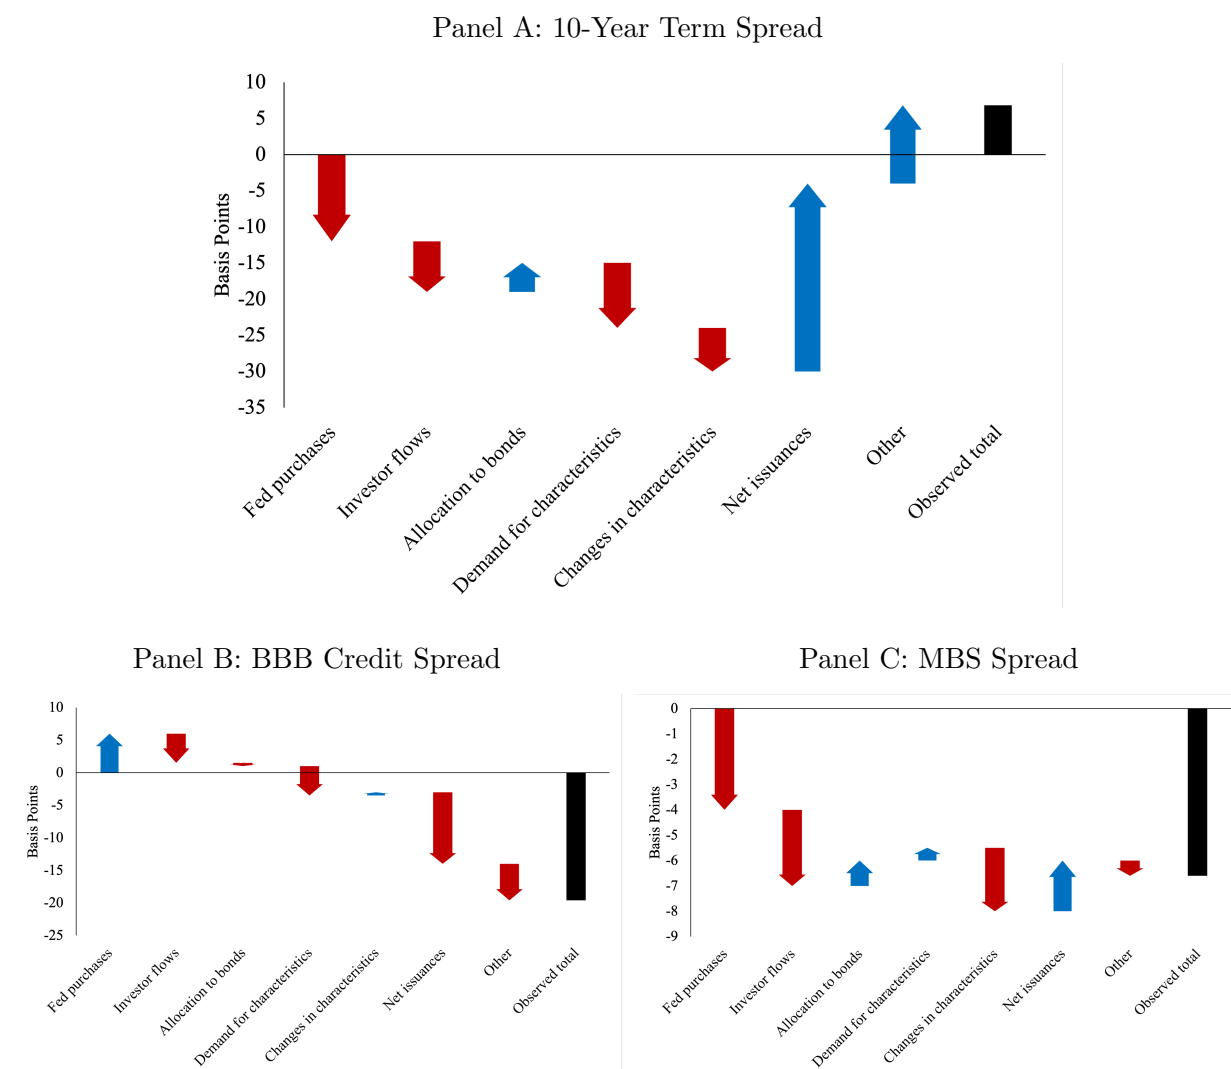 Panel A: 10-Year Term Spread
10
5
0
-5
-10
-15
-20
-25
-30
-35
Basis Points
Fed purchases
Investor flows
Allocation to bonds
Demand for characteristics
Changes in characteristics
Net issuances
Other
Observed total
Panel B: BBB Credit Spread
10
5
0
-5
-10
-15
-20
-25
Basis Points
Fed purchases
Investor flows
Allocation to bonds
Demand for characteristics
Changes in characteristics
Net issuances
Other
Observed total
Panel C: MBS Spread
0
-1
-2
-3
-4
-5
-6
-7
-8
-9
Basis Points
Fed purchases
Investor flows
Allocation to bonds
Demand for characteristics
Changes in characteristics
Net issuances
Other
Observed total